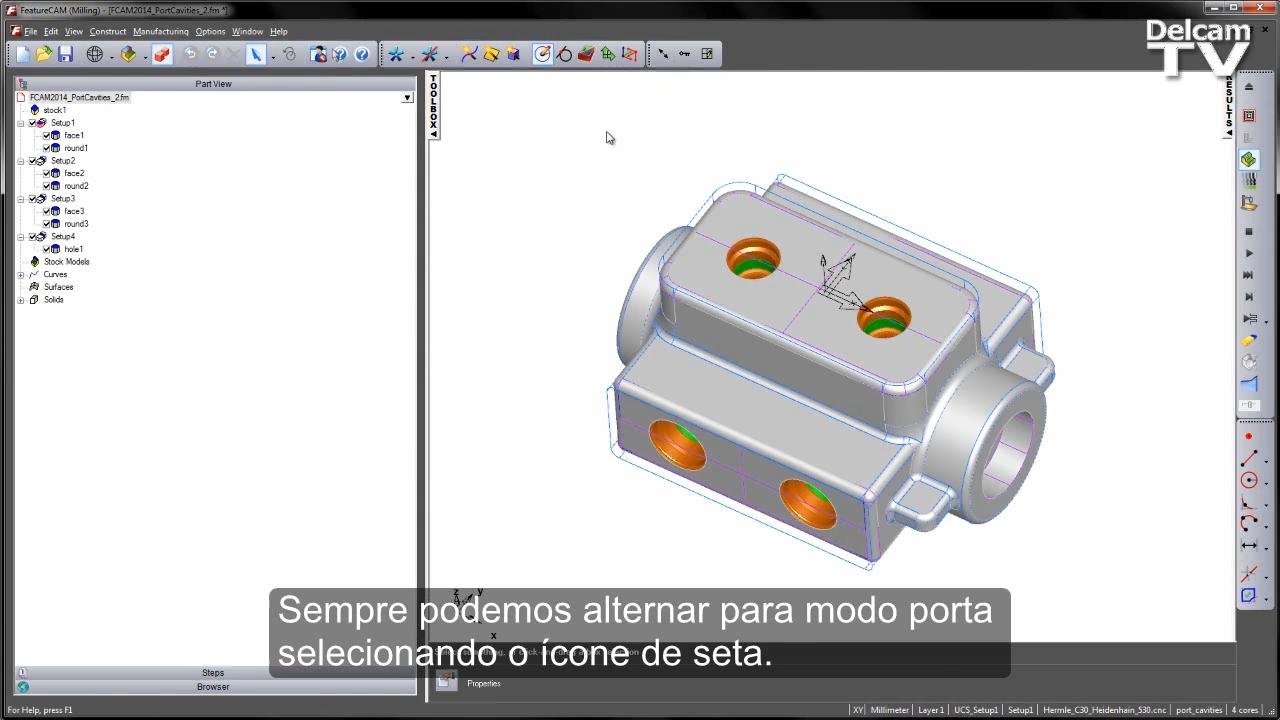 FeatureCAM (Milling) - [FCAM2014_PortCavities_2.fm *]
File Edit View Construct Manufacturing Options Window Help
Delcam
TV
Part View
TOOLBOX
RESULTS
FCAM2014_PortCavities_2.fm
stock1
Setup1
face1
round1
Setup2
face2
round2
Setup3
face3
round3
Setup4
hole1
Stock Models
Curves
Surfaces
Solids
z y
x
Sempre podemos alternar para modo porta
selecionando o ícone de seta.
Steps
Browser
Properties
For Help, press F1
XY Millimeter Layer 1 UCS_Setup1 Setup1 Hermle_C30_Heidenhain_530.cnc port_cavities 4 cores